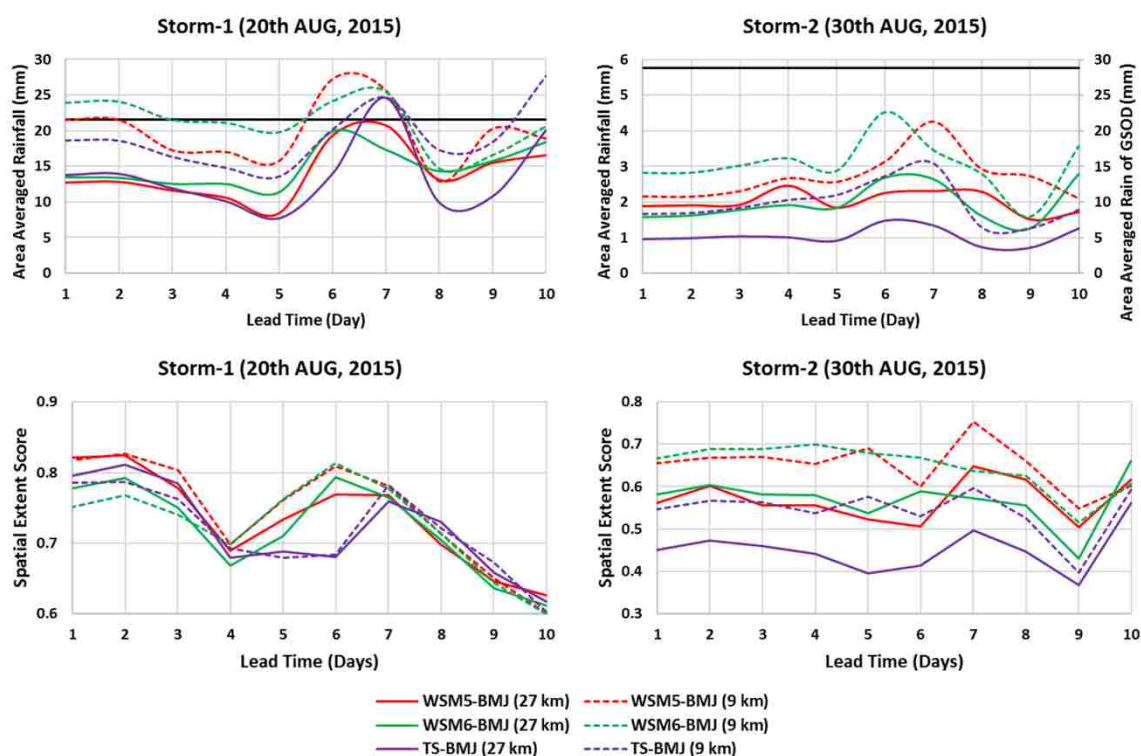 Storm-1 (20th AUG, 2015)
Area Averaged Rainfall (mm)
30
25
20
15
10
5
0
1 2 3 4 5 6 7 8 9 10
Lead Time (Day)
Storm-2 (30th AUG, 2015)
Area Averaged Rainfall (mm)
6
5
4
3
2
1
0
30
25
20
15
10
5
0
Area Averaged Rain of GSOD (mm)
1 2 3 4 5 6 7 8 9 10
Lead Time (Day)
Storm-1 (20th AUG, 2015)
Spatial Extent Score
0.9
0.8
0.7
0.6
1 2 3 4 5 6 7 8 9 10
Lead Time (Days)
Storm-2 (30th AUG, 2015)
Spatial Extent Score
0.8
0.7
0.6
0.5
0.4
0.3
1 2 3 4 5 6 7 8 9 10
Lead Time (Days)
WSM5-BMJ (27 km) WSM5-BMJ (9 km)
WSM6-BMJ (27 km) WSM6-BMJ (9 km)
TS-BMJ (27 km) TS-BMJ (9 km)